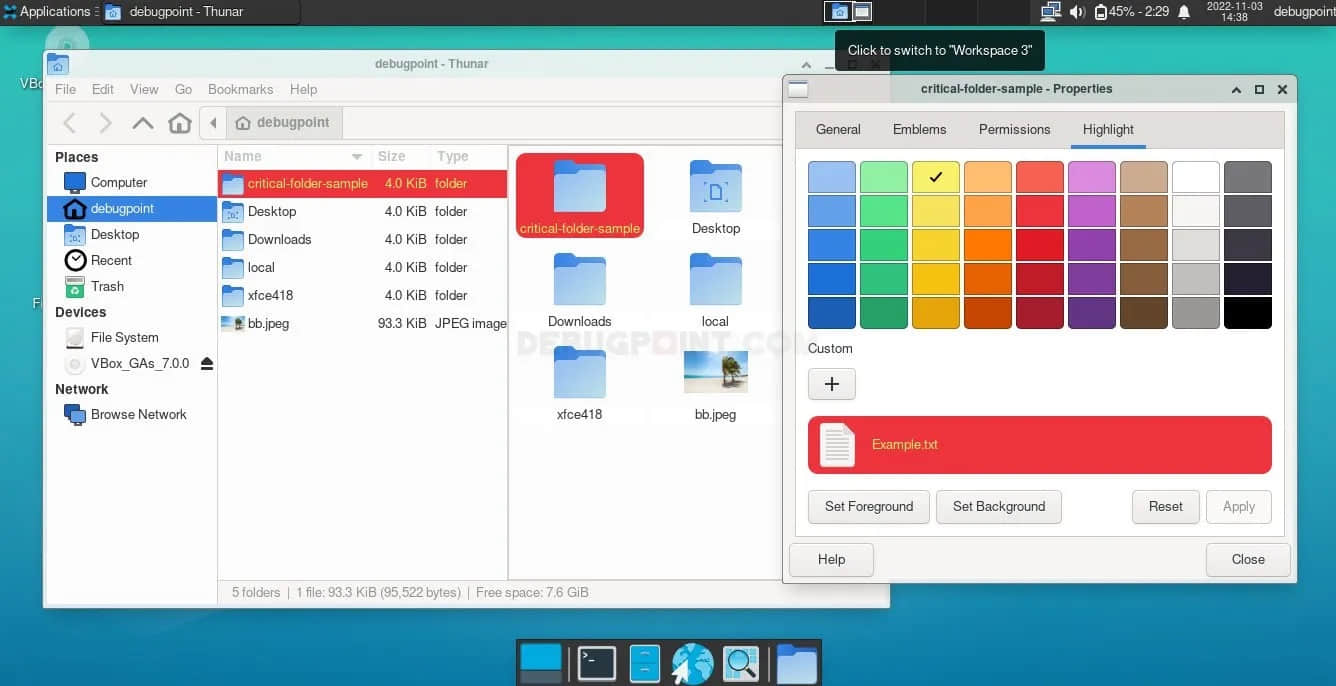 Applications
debugpoint - Thunar
45% - 2:29
2022-11-03
14:38
debugpoint
Click to switch to "Workspace 3"
debugpoint - Thunar
File Edit View Go Bookmarks Help
debugpoint
Places
Computer
debugpoint
Desktop
Recent
Trash
Devices
File System
VBox_GAs_7.0.0
Network
Browse Network
Name Size Type
critical-folder-sample 4.0 KiB folder
Desktop 4.0 KiB folder
Downloads 4.0 KiB folder
local 4.0 KiB folder
xfce418 4.0 KiB folder
bb.jpeg 93.3 KiB JPEG image
critical-folder-sample
Desktop
Downloads
local
xfce418
bb.jpeg
DEBUGPOINT.COM
5 folders | 1 file: 93.3 KiB (95,522 bytes) | Free space: 7.6 GiB
critical-folder-sample - Properties
General Emblems Permissions Highlight
Custom
Example.txt
Set Foreground Set Background Reset Apply
Help Close